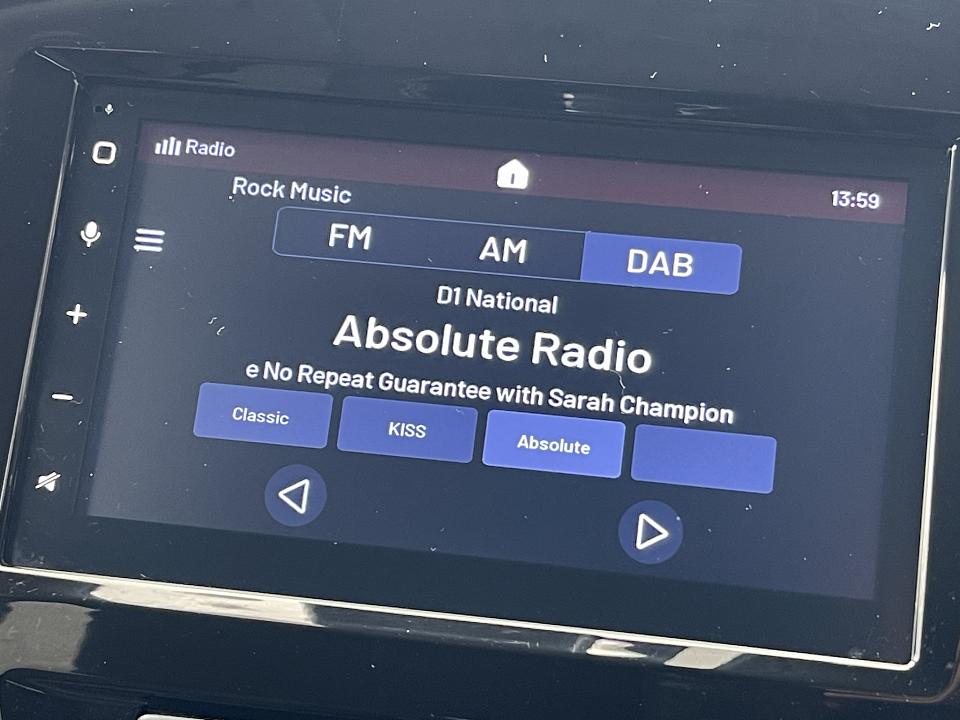 Radio
13:59
Rock Music
FM AM DAB
D1 National
Absolute Radio
e No Repeat Guarantee with Sarah Champion
Classic KISS Absolute